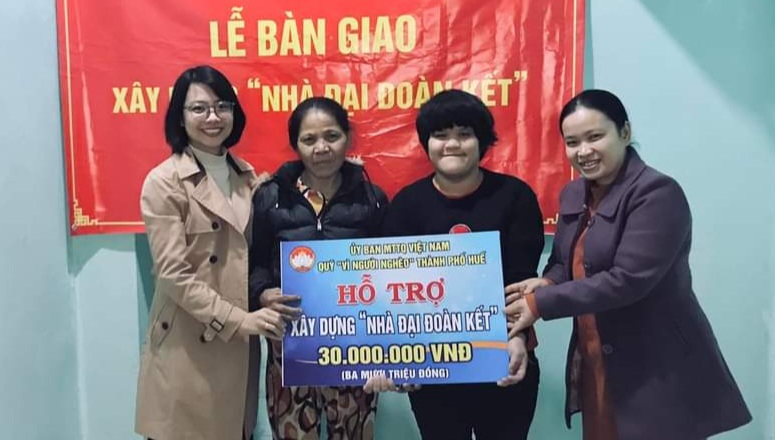 LỄ BÀN GIAO
XÂY "NHÀ ĐẠI ĐOÀN KẾT"
ỦY BAN MTTQ VIỆT NAM
QUỸ "VÌ NGƯỜI NGHÈO" THÀNH PHỐ HUẾ
HỖ TRỢ
XÂY DỰNG "NHÀ ĐẠI ĐOÀN KẾT"
30.000.000 VNĐ
(BA MƯƠI TRIỆU ĐỒNG)